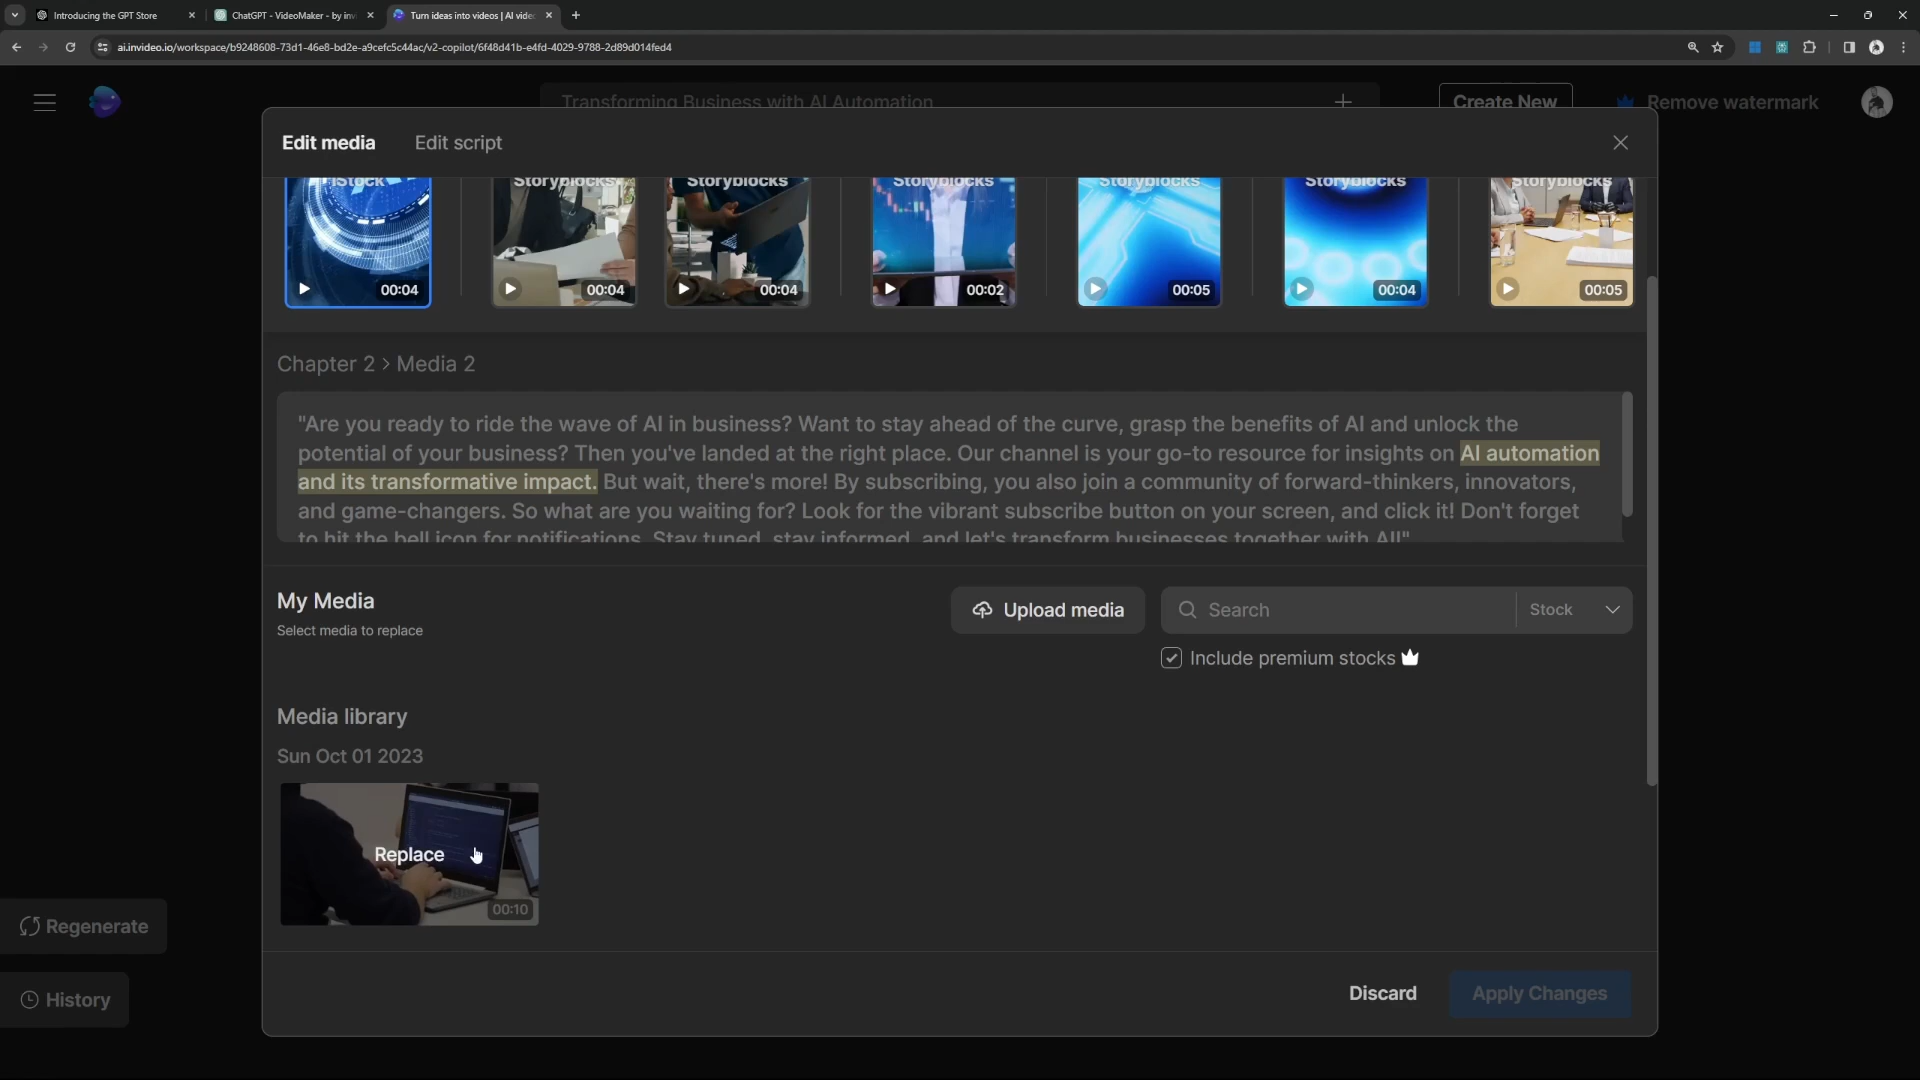 Introducing the GPT Store
ChatGPT - VideoMaker - by inv
Turn ideas into videos | AI vide
ai.invideo.io/workspace/b9248608-73d1-46e8-bd2e-a9cefc5c44ac/v2-copilot/6f48d41b-e4fd-4029-9788-2d89d014fed4
Transforming Business with AI Automation
Create New
Remove watermark
Edit media
Edit script
iStock
Storyblocks
Storyblocks
Storyblocks
Storyblocks
Storyblocks
Storyblocks
00:04
00:04
00:04
00:02
00:05
00:04
00:05
Chapter 2 > Media 2
"Are you ready to ride the wave of AI in business? Want to stay ahead of the curve, grasp the benefits of AI and unlock the
potential of your business? Then you've landed at the right place. Our channel is your go-to resource for insights on AI automation
and its transformative impact. But wait, there's more! By subscribing, you also join a community of forward-thinkers, innovators,
and game-changers. So what are you waiting for? Look for the vibrant subscribe button on your screen, and click it! Don't forget
to hit the bell icon for notifications. Stay tuned, stay informed, and let's transform businesses together with AI!"
My Media
Select media to replace
Upload media
Search
Stock
Include premium stocks
Media library
Sun Oct 01 2023
Replace
00:10
Regenerate
History
Discard
Apply Changes